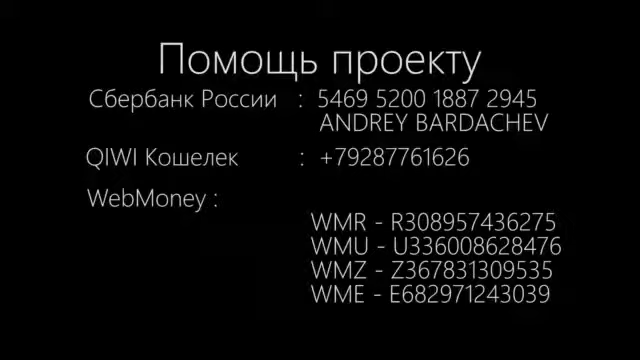 Помощь проекту
Сбербанк России : 5469 5200 1887 2945
ANDREY BARDACHEV
QIWI Кошелек : +79287761626
WebMoney :
WMR - R308957436275
WMU - U336008628476
WMZ - Z367831309535
WME - E682971243039